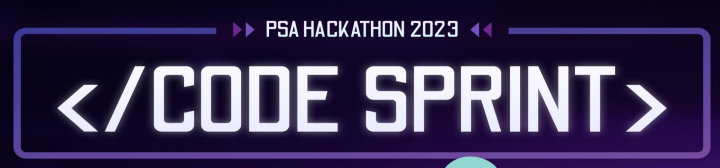 PSA HACKATHON 2023
</CODE SPRINT>